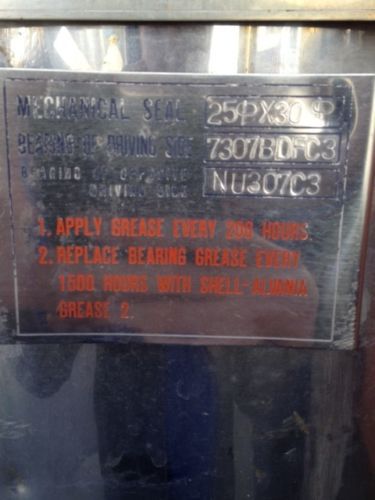 MECHANICAL SEAL 25ΦX30Φ
BEARING OF DRIVING SIDE 7307BDFC3
BEARING OF OPPOSITE
DRIVING SIDE NU307C3
1. APPLY GREASE EVERY 200 HOURS.
2. REPLACE BEARING GREASE EVERY
1500 HOURS WITH SHELL-ALVANIA
GREASE 2.